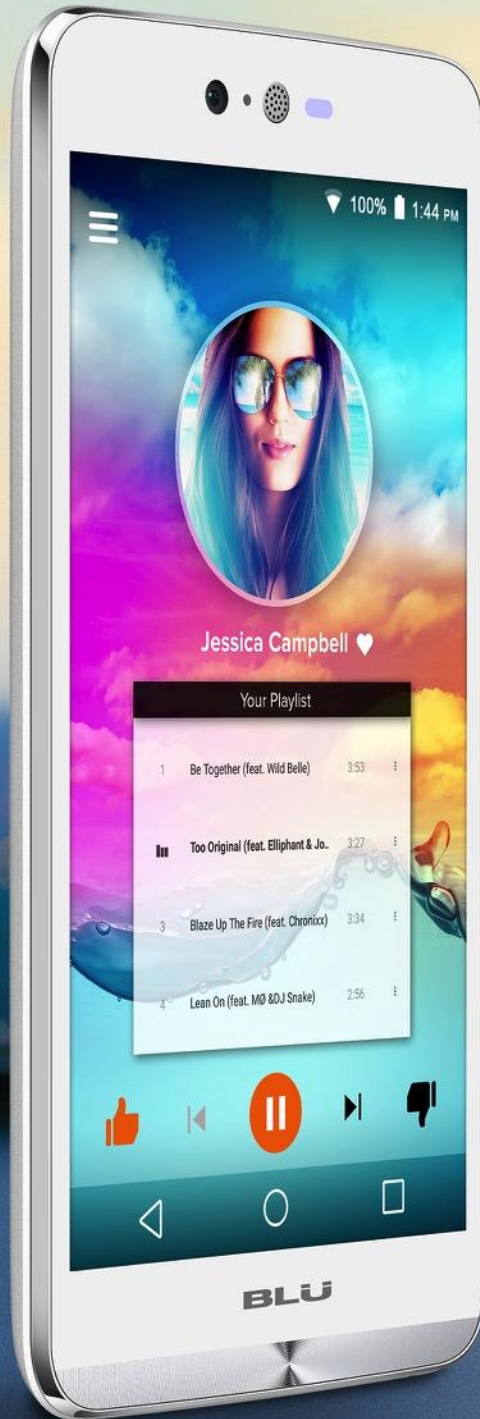 100% 1:44 PM
Jessica Campbell
Your Playlist
1 Be Together (feat. Wild Belle) 3:53
Too Original (feat. Elliphant & Jo.. 3:27
3 Blaze Up The Fire (feat. Chronixx) 3:34
4 Lean On (feat. MØ &DJ Snake) 2:56
BLU